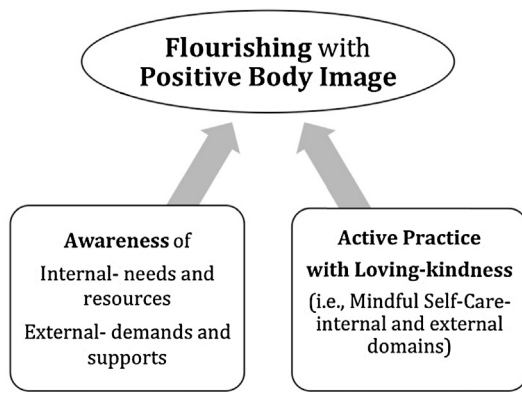 Flourishing with
Positive Body Image
Awareness of
Internal- needs and
resources
External- demands and
supports
Active Practice
with Loving-kindness
(i.e., Mindful Self-Care-
internal and external
domains)